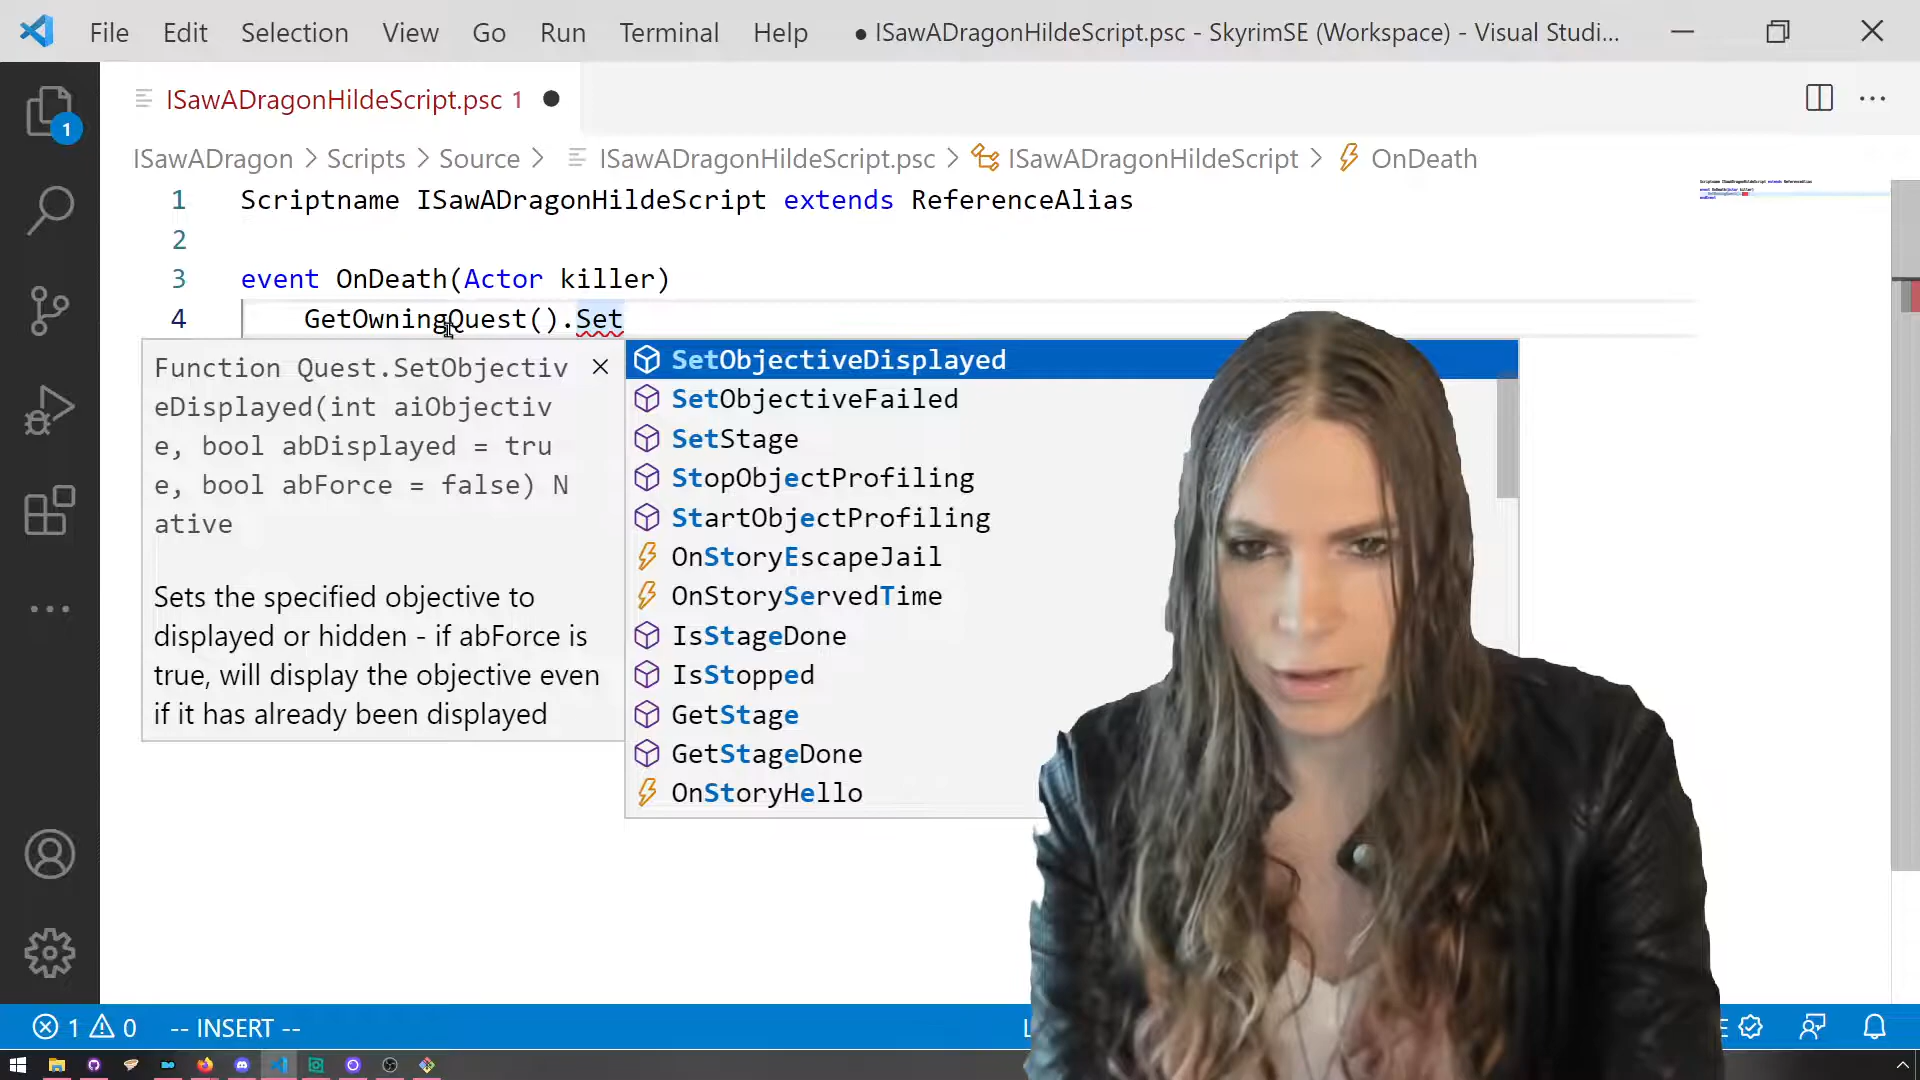 File Edit Selection View Go Run Terminal Help ● ISawADragonHildeScript.psc - SkyrimSE (Workspace) - Visual Studi...
ISawADragonHildeScript.psc 1
ISawADragon > Scripts > Source > ISawADragonHildeScript.psc > ISawADragonHildeScript > OnDeath
1 Scriptname ISawADragonHildeScript extends ReferenceAlias
2
3 event OnDeath(Actor killer)
4 GetOwningQuest().Set
Function Quest.SetObjectiv
eDisplayed(int aiObjectiv
e, bool abDisplayed = tru
e, bool abForce = false) N
ative
Sets the specified objective to
displayed or hidden - if abForce is
true, will display the objective even
if it has already been displayed
SetObjectiveDisplayed
SetObjectiveFailed
SetStage
StopObjectProfiling
StartObjectProfiling
OnStoryEscapeJail
OnStoryServedTime
IsStageDone
IsStopped
GetStage
GetStageDone
OnStoryHello
1
1 0 -- INSERT --